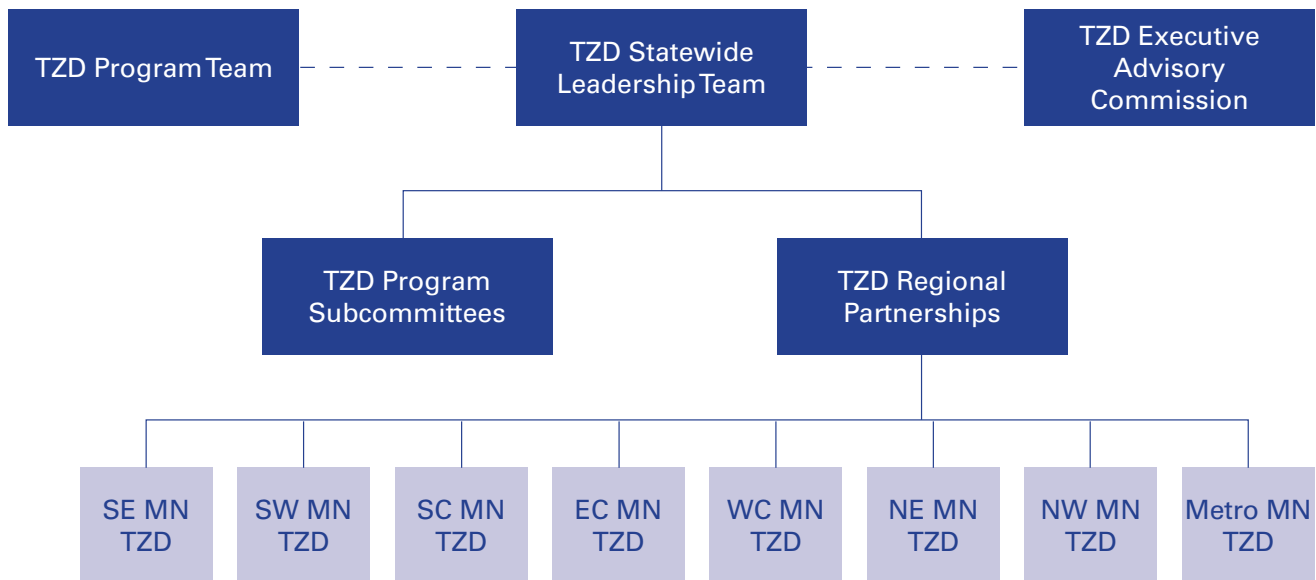 TZD Program Team
TZD Statewide
Leadership Team
TZD Executive
Advisory
Commission
TZD Program
Subcommittees
TZD Regional
Partnerships
SE MN
TZD
SW MN
TZD
SC MN
TZD
EC MN
TZD
WC MN
TZD
NE MN
TZD
NW MN
TZD
Metro MN
TZD